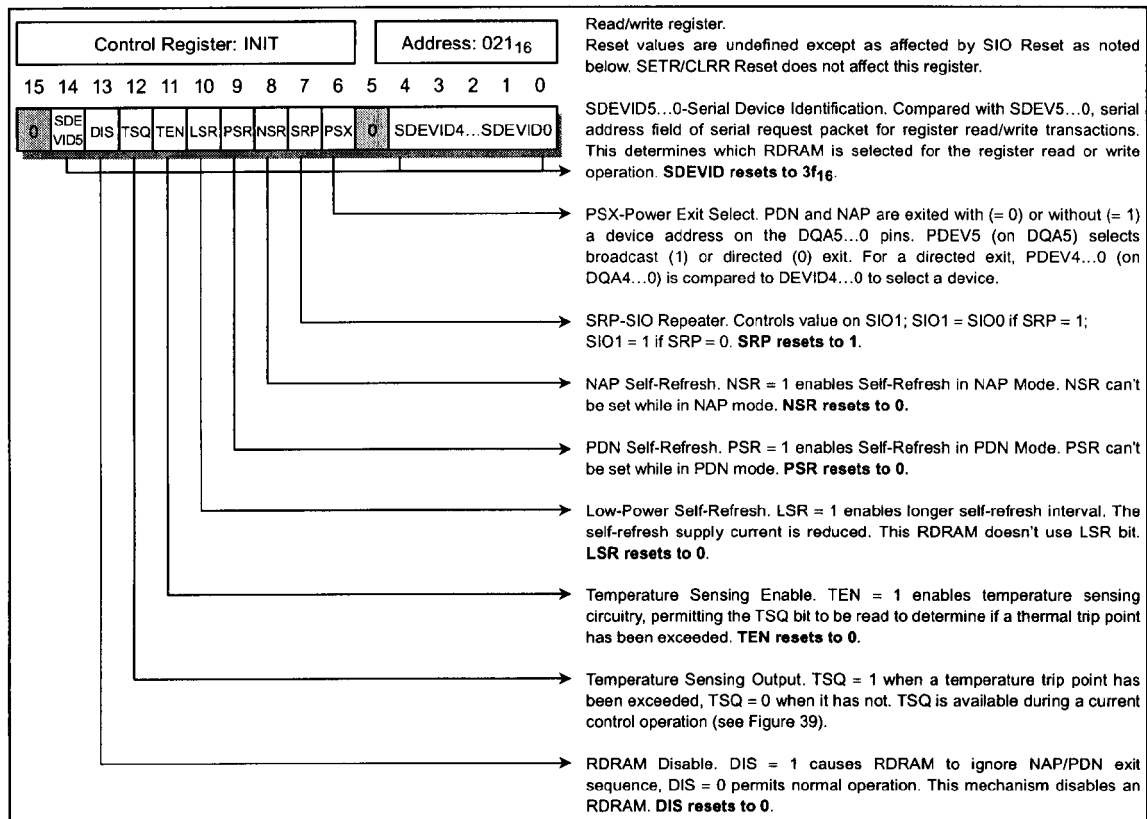 Control Register: INIT
Address: 021₁₆
15 14 13 12 11 10 9 8 7 6 5 4 3 2 1 0
0 SDE VID5 DIS TSQ TEN LSR PSR NSR SRP PSX 0 SDEVID4...SDEVID0
Read/write register.
Reset values are undefined except as affected by SIO Reset as noted
below. SETR/CLRR Reset does not affect this register.
SDEVID5...0-Serial Device Identification. Compared with SDEV5...0, serial
address field of serial request packet for register read/write transactions.
This determines which RDRAM is selected for the register read or write
operation. SDEVID resets to 3f₁₆.
PSX-Power Exit Select. PDN and NAP are exited with (= 0) or without (= 1)
a device address on the DQA5...0 pins. PDEV5 (on DQA5) selects
broadcast (1) or directed (0) exit. For a directed exit, PDEV4...0 (on
DQA4...0) is compared to DEVID4...0 to select a device.
SRP-SIO Repeater. Controls value on SIO1; SIO1 = SIO0 if SRP = 1;
SIO1 = 1 if SRP = 0. SRP resets to 1.
NAP Self-Refresh. NSR = 1 enables Self-Refresh in NAP Mode. NSR can't
be set while in NAP mode. NSR resets to 0.
PDN Self-Refresh. PSR = 1 enables Self-Refresh in PDN Mode. PSR can't
be set while in PDN mode. PSR resets to 0.
Low-Power Self-Refresh. LSR = 1 enables longer self-refresh interval. The
self-refresh supply current is reduced. This RDRAM doesn't use LSR bit.
LSR resets to 0.
Temperature Sensing Enable. TEN = 1 enables temperature sensing
circuitry, permitting the TSQ bit to be read to determine if a thermal trip point
has been exceeded. TEN resets to 0.
Temperature Sensing Output. TSQ = 1 when a temperature trip point has
been exceeded, TSQ = 0 when it has not. TSQ is available during a current
control operation (see Figure 39).
RDRAM Disable. DIS = 1 causes RDRAM to ignore NAP/PDN exit
sequence, DIS = 0 permits normal operation. This mechanism disables an
RDRAM. DIS resets to 0.